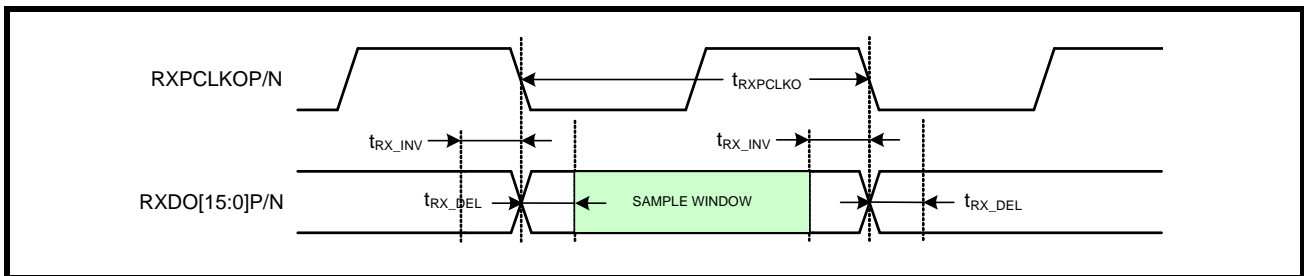 RXPCLKOP/N
tRXPCLKO
tRX_INV
tRX_INV
RXDO[15:0]P/N
tRX_DEL
SAMPLE WINDOW
tRX_DEL